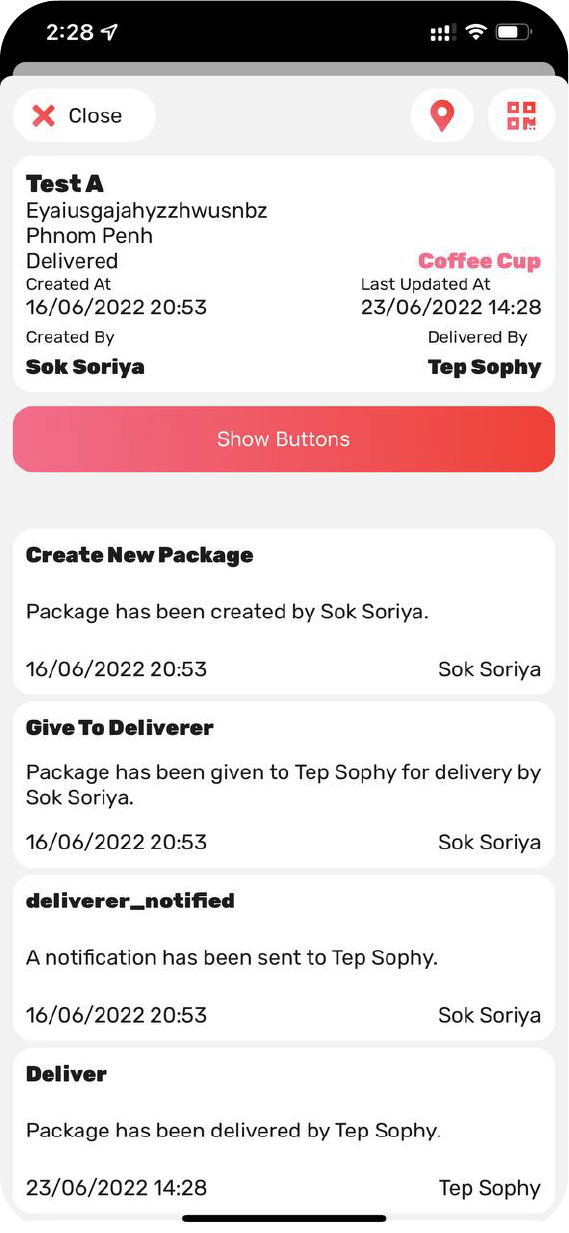 2:28
Close
Test A
Eyaiusgajahyzzhwusnbz
Phnom Penh
Delivered
Coffee Cup
Created At
Last Updated At
16/06/2022 20:53
23/06/2022 14:28
Created By
Delivered By
Sok Soriya
Tep Sophy
Show Buttons
Create New Package
Package has been created by Sok Soriya.
16/06/2022 20:53
Sok Soriya
Give To Deliverer
Package has been given to Tep Sophy for delivery by
Sok Soriya.
16/06/2022 20:53
Sok Soriya
deliverer_notified
A notification has been sent to Tep Sophy.
16/06/2022 20:53
Sok Soriya
Deliver
Package has been delivered by Tep Sophy.
23/06/2022 14:28
Tep Sophy